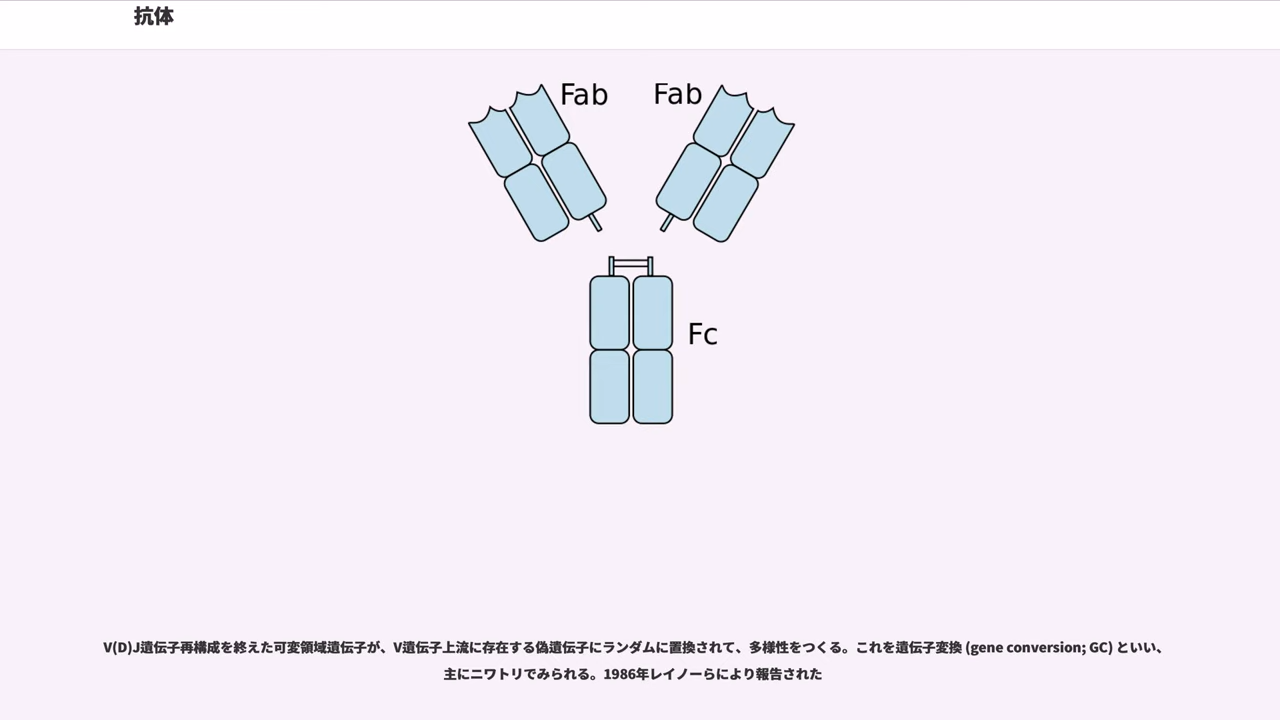 抗体
Fab
Fab
Fc
V(D)J遺伝子再構成を終えた可変領域遺伝子が、V遺伝子上流に存在する偽遺伝子にランダムに置換されて、多様性をつくる。これを遺伝子変換 (gene conversion; GC) といい、
主にニワトリでみられる。1986年レイノーらにより報告された